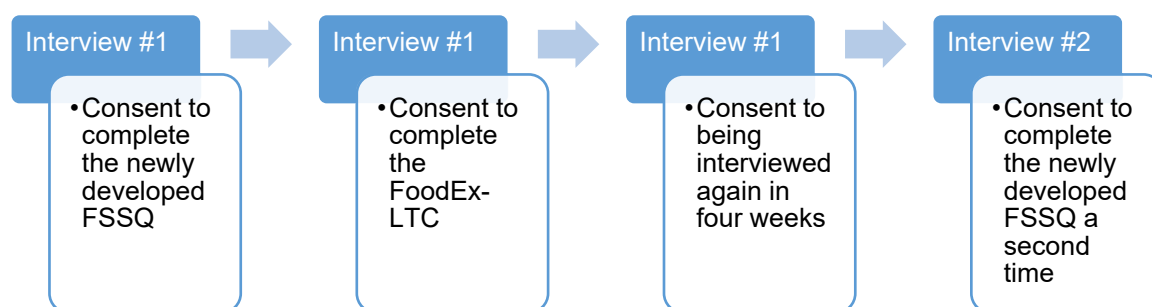 Interview #1
•Consent to
complete
the newly
developed
FSSQ
Interview #1
•Consent to
complete
the
FoodEx-
LTC
Interview #1
•Consent to
being
interviewed
again in
four weeks
Interview #2
•Consent to
complete
the newly
developed
FSSQ a
second
time